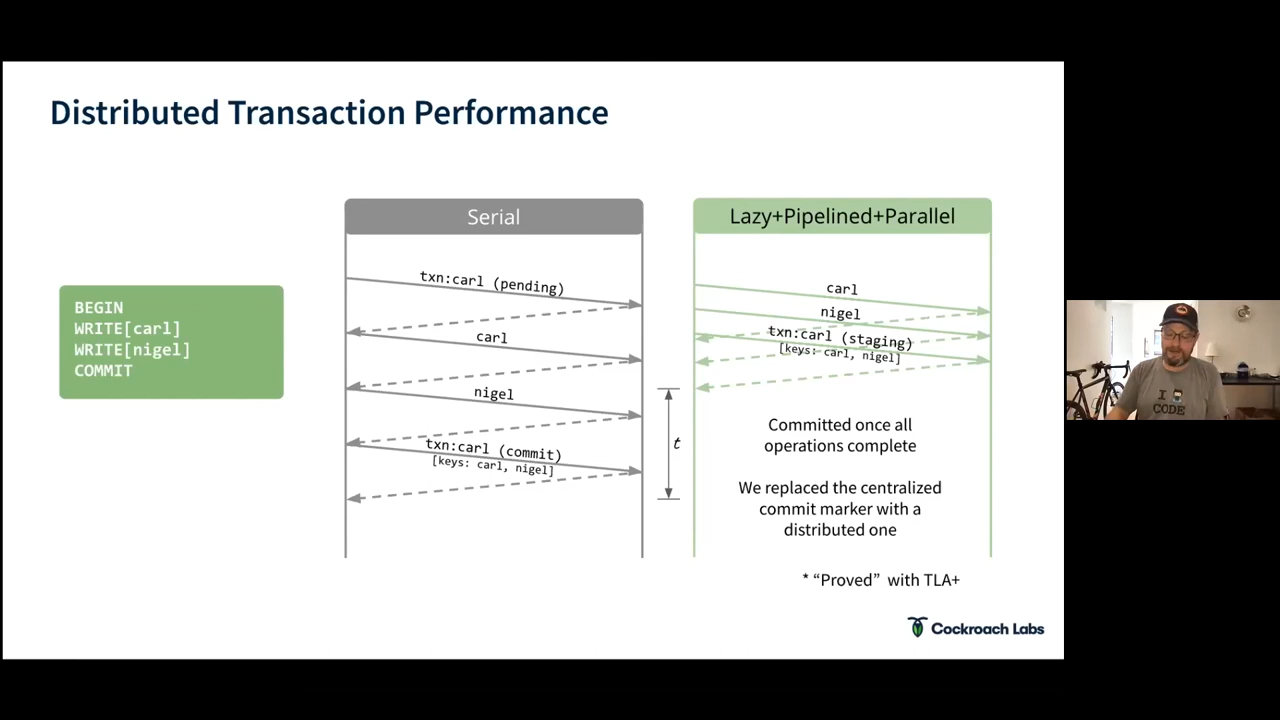 Distributed Transaction Performance
BEGIN
WRITE[carl]
WRITE[nigel]
COMMIT
Serial
txn:carl (pending)
carl
nigel
txn:carl (commit)
[keys: carl, nigel]
t
Lazy+Pipelined+Parallel
carl
nigel
txn:carl (staging)
[keys: carl, nigel]
Committed once all
operations complete
We replaced the centralized
commit marker with a
distributed one
* “Proved” with TLA+
Cockroach Labs
I
CODE